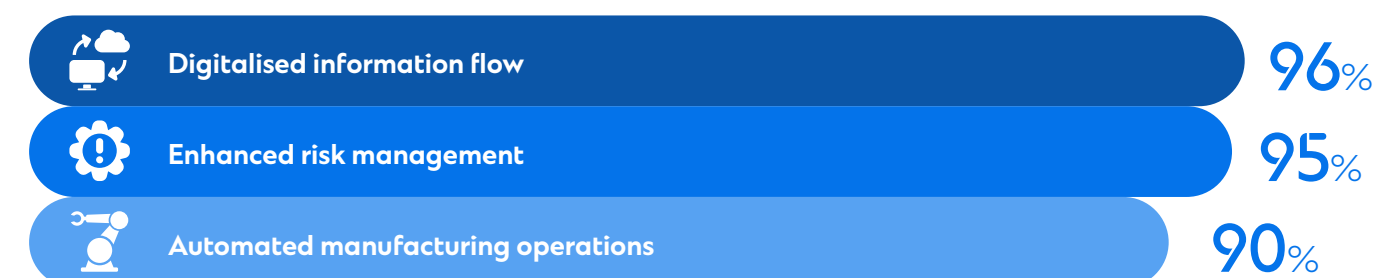 Digitalised information flow 96%
Enhanced risk management 95%
Automated manufacturing operations 90%